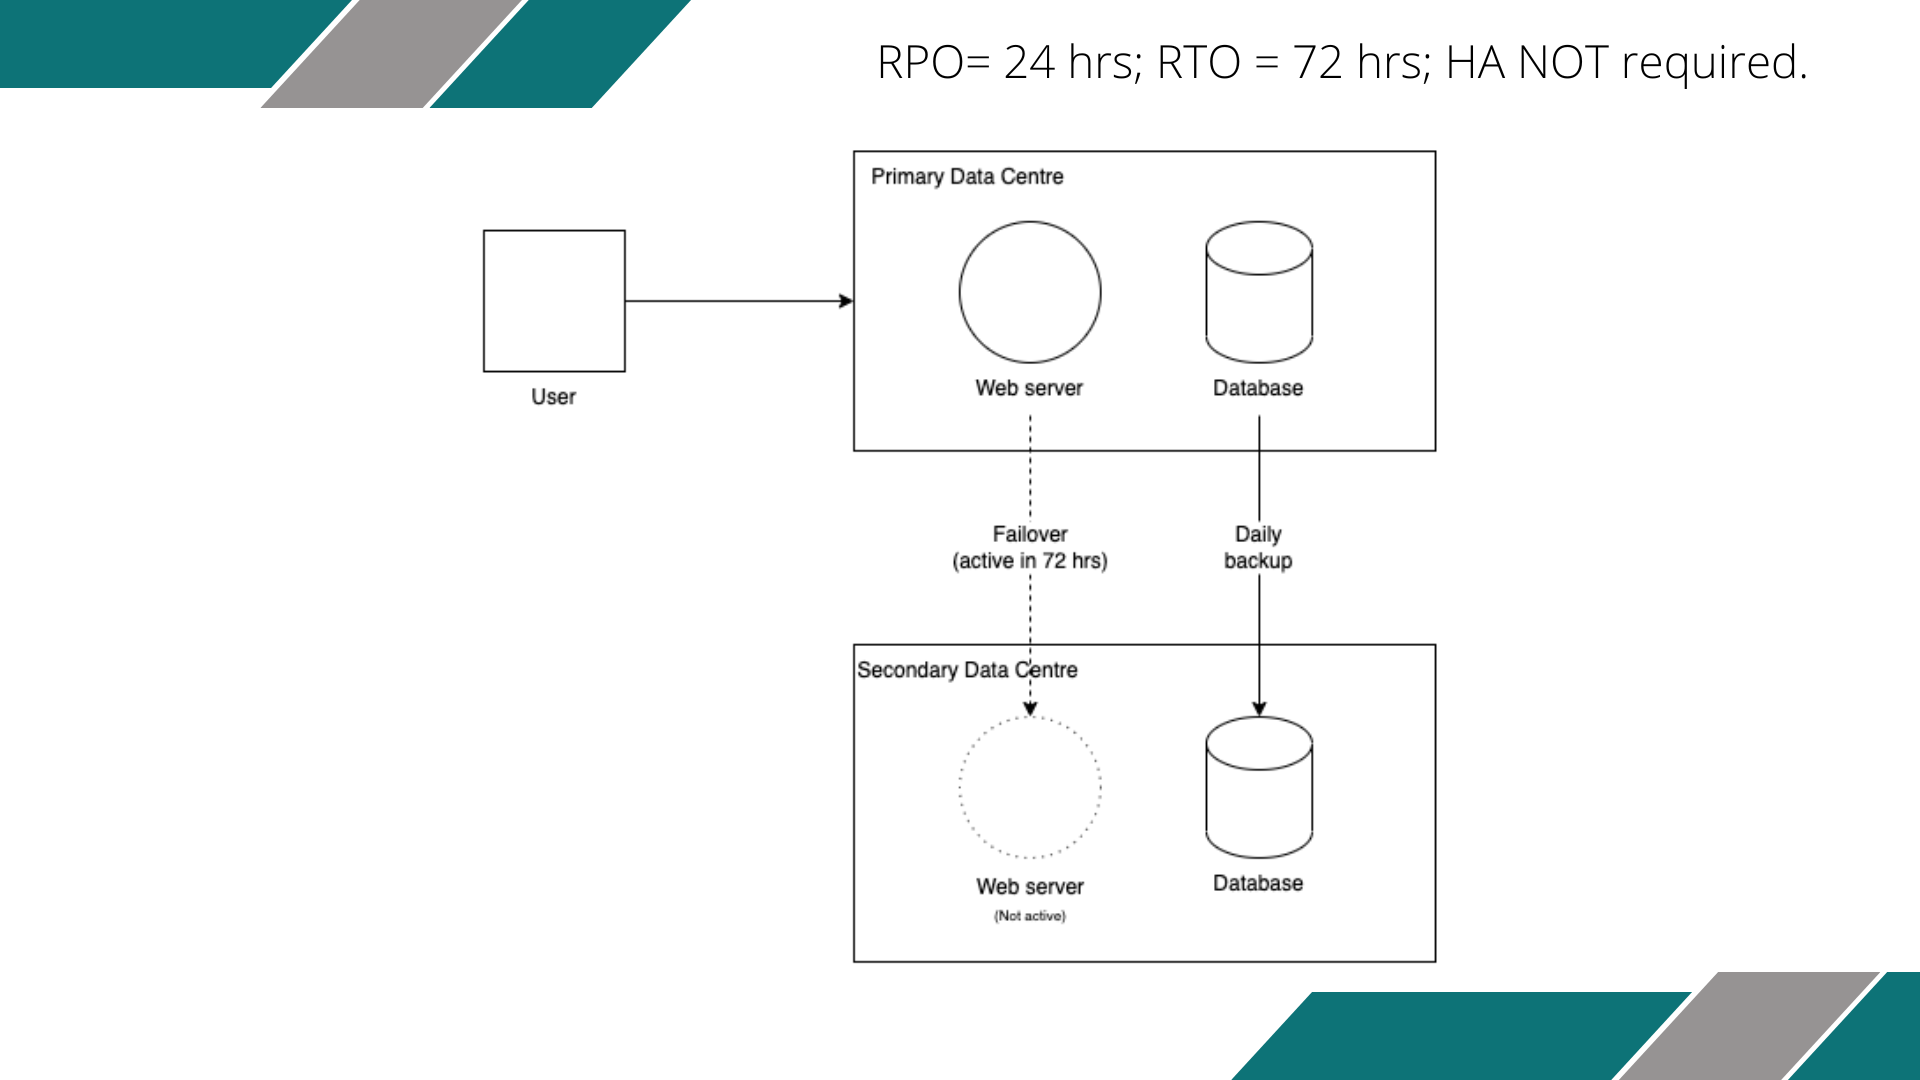 RPO= 24 hrs; RTO = 72 hrs; HA NOT required.
Primary Data Centre
Web server
Database
User
Failover
(active in 72 hrs)
Daily
backup
Secondary Data Centre
Web server
(Not active)
Database